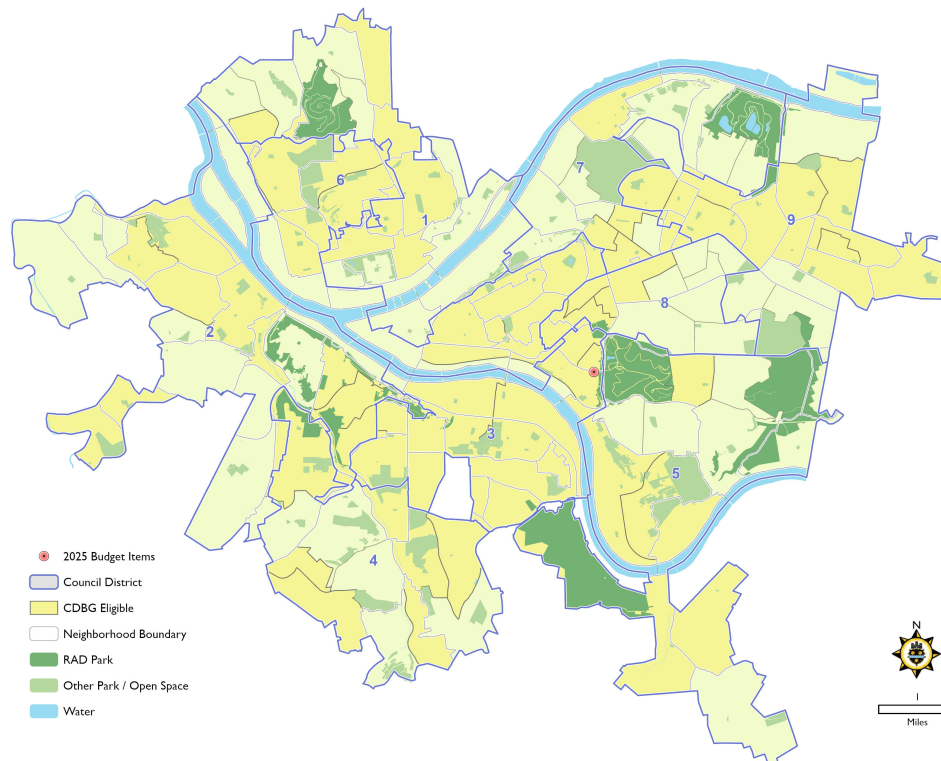 7
6
9
1
8
2
3
5
4
2025 Budget Items
Council District
CDBG Eligible
Neighborhood Boundary
RAD Park
Other Park / Open Space
Water
N
1
Miles